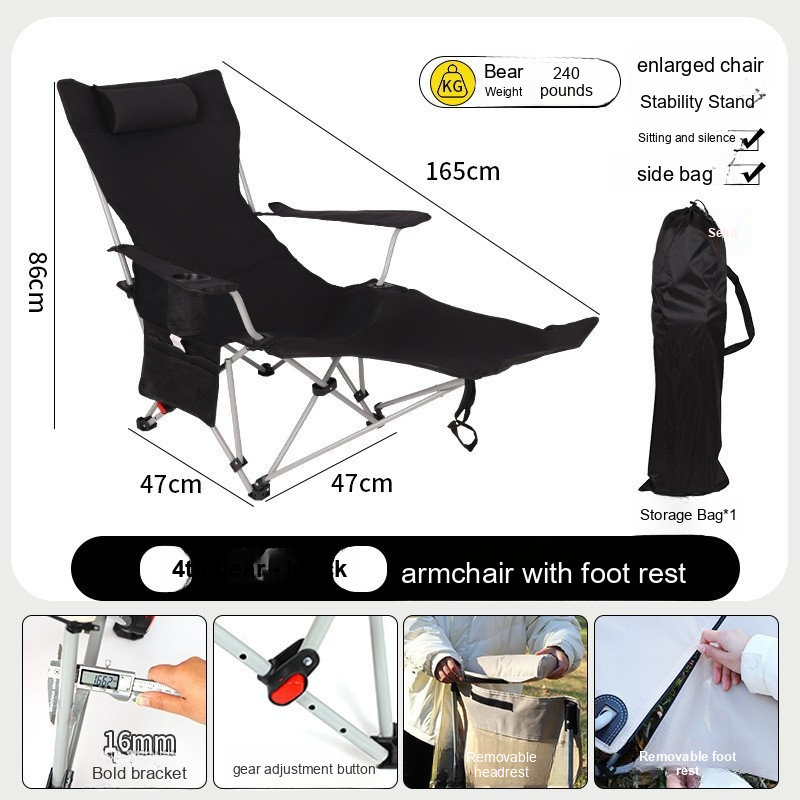 KG
Bear
Weight
240
pounds
enlarged chair
Stability Stand
Sitting and silence
side bag
165cm
86cm
47cm
47cm
Storage Bag*1
armchair with foot rest
16mm
Bold bracket
gear adjustment button
Removable
headrest
Removable foot
rest